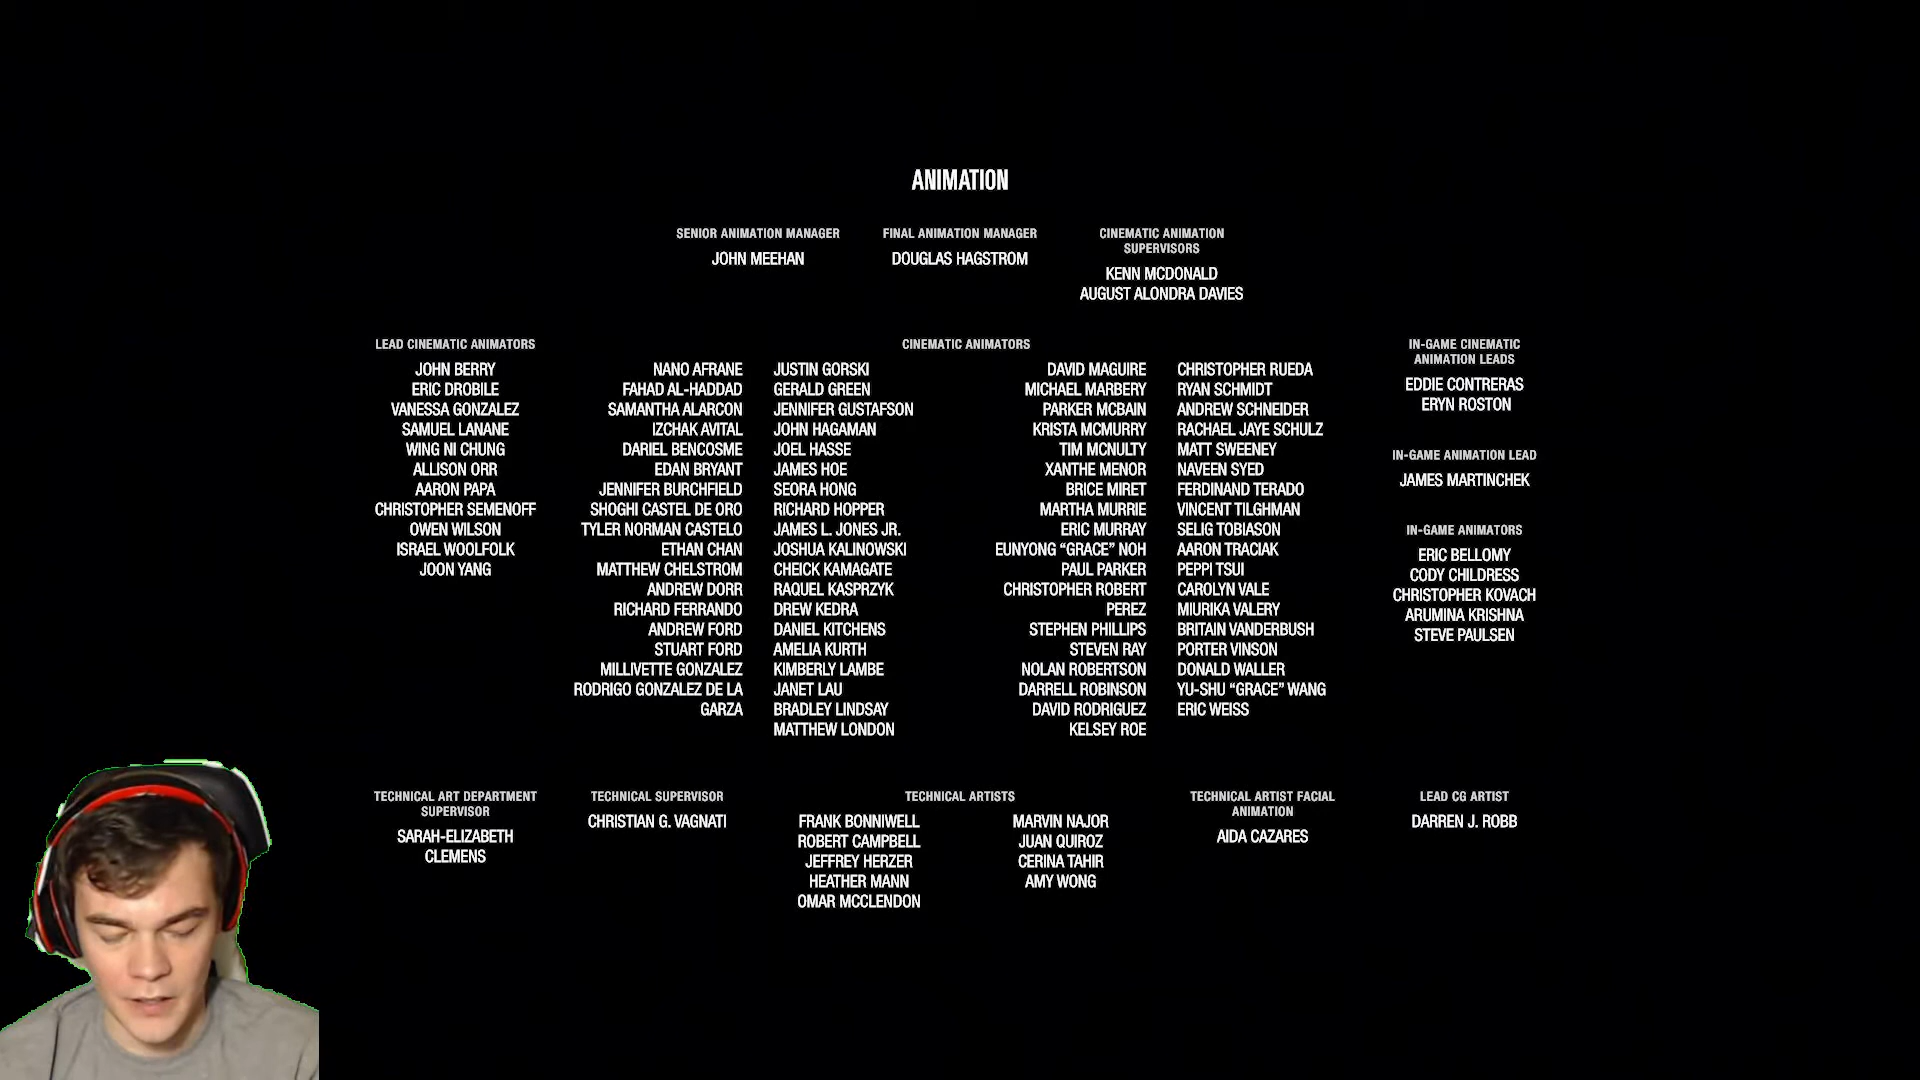 ANIMATION
SENIOR ANIMATION MANAGER
JOHN MEEHAN
FINAL ANIMATION MANAGER
DOUGLAS HAGSTROM
CINEMATIC ANIMATION
SUPERVISORS
KENN MCDONALD
AUGUST ALONDRA DAVIES
LEAD CINEMATIC ANIMATORS
JOHN BERRY
ERIC DROBILE
VANESSA GONZALEZ
SAMUEL LANANE
WING NI CHUNG
ALLISON ORR
AARON PAPA
CHRISTOPHER SEMENOFF
OWEN WILSON
ISRAEL WOOLFOLK
JOON YANG
CINEMATIC ANIMATORS
NANO AFRANE
FAHAD AL-HADDAD
SAMANTHA ALARCON
IZCHAK AVITAL
DARIEL BENCOSME
EDAN BRYANT
JENNIFER BURCHFIELD
SHOGHI CASTEL DE ORO
TYLER NORMAN CASTELO
ETHAN CHAN
MATTHEW CHELSTROM
ANDREW DORR
RICHARD FERRANDO
ANDREW FORD
STUART FORD
MILLIVETTE GONZALEZ
RODRIGO GONZALEZ DE LA
GARZA
JUSTIN GORSKI
GERALD GREEN
JENNIFER GUSTAFSON
JOHN HAGAMAN
JOEL HASSE
JAMES HOE
SEORA HONG
RICHARD HOPPER
JAMES L. JONES JR.
JOSHUA KALINOWSKI
CHEICK KAMAGATE
RAQUEL KASPRZYK
DREW KEDRA
DANIEL KITCHENS
AMELIA KURTH
KIMBERLY LAMBE
JANET LAU
BRADLEY LINDSAY
MATTHEW LONDON
DAVID MAGUIRE
MICHAEL MARBERY
PARKER MCBAIN
KRISTA MCMURRY
TIM MCNULTY
XANTHE MENOR
BRICE MIRET
MARTHA MURRIE
ERIC MURRAY
EUNYONG “GRACE” NOH
PAUL PARKER
CHRISTOPHER ROBERT
PEREZ
STEPHEN PHILLIPS
STEVEN RAY
NOLAN ROBERTSON
DARRELL ROBINSON
DAVID RODRIGUEZ
KELSEY ROE
CHRISTOPHER RUEDA
RYAN SCHMIDT
ANDREW SCHNEIDER
RACHAEL JAYE SCHULZ
MATT SWEENEY
NAVEEN SYED
FERDINAND TERADO
VINCENT TILGHMAN
SELIG TOBIASON
AARON TRACIAK
PEPPI TSUI
CAROLYN VALE
MIURIKA VALERY
BRITAIN VANDERBUSH
PORTER VINSON
DONALD WALLER
YU-SHU “GRACE” WANG
ERIC WEISS
IN-GAME CINEMATIC
ANIMATION LEADS
EDDIE CONTRERAS
ERYN ROSTON
IN-GAME ANIMATION LEAD
JAMES MARTINCHEK
IN-GAME ANIMATORS
ERIC BELLOMY
CODY CHILDRESS
CHRISTOPHER KOVACH
ARUMINA KRISHNA
STEVE PAULSEN
TECHNICAL ART DEPARTMENT
SUPERVISOR
SARAH-ELIZABETH
CLEMENS
TECHNICAL SUPERVISOR
CHRISTIAN G. VAGNATI
TECHNICAL ARTISTS
FRANK BONNIWELL
ROBERT CAMPBELL
JEFFREY HERZER
HEATHER MANN
OMAR MCCLENDON
MARVIN NAJOR
JUAN QUIROZ
CERINA TAHIR
AMY WONG
TECHNICAL ARTIST FACIAL
ANIMATION
AIDA CAZARES
LEAD CG ARTIST
DARREN J. ROBB